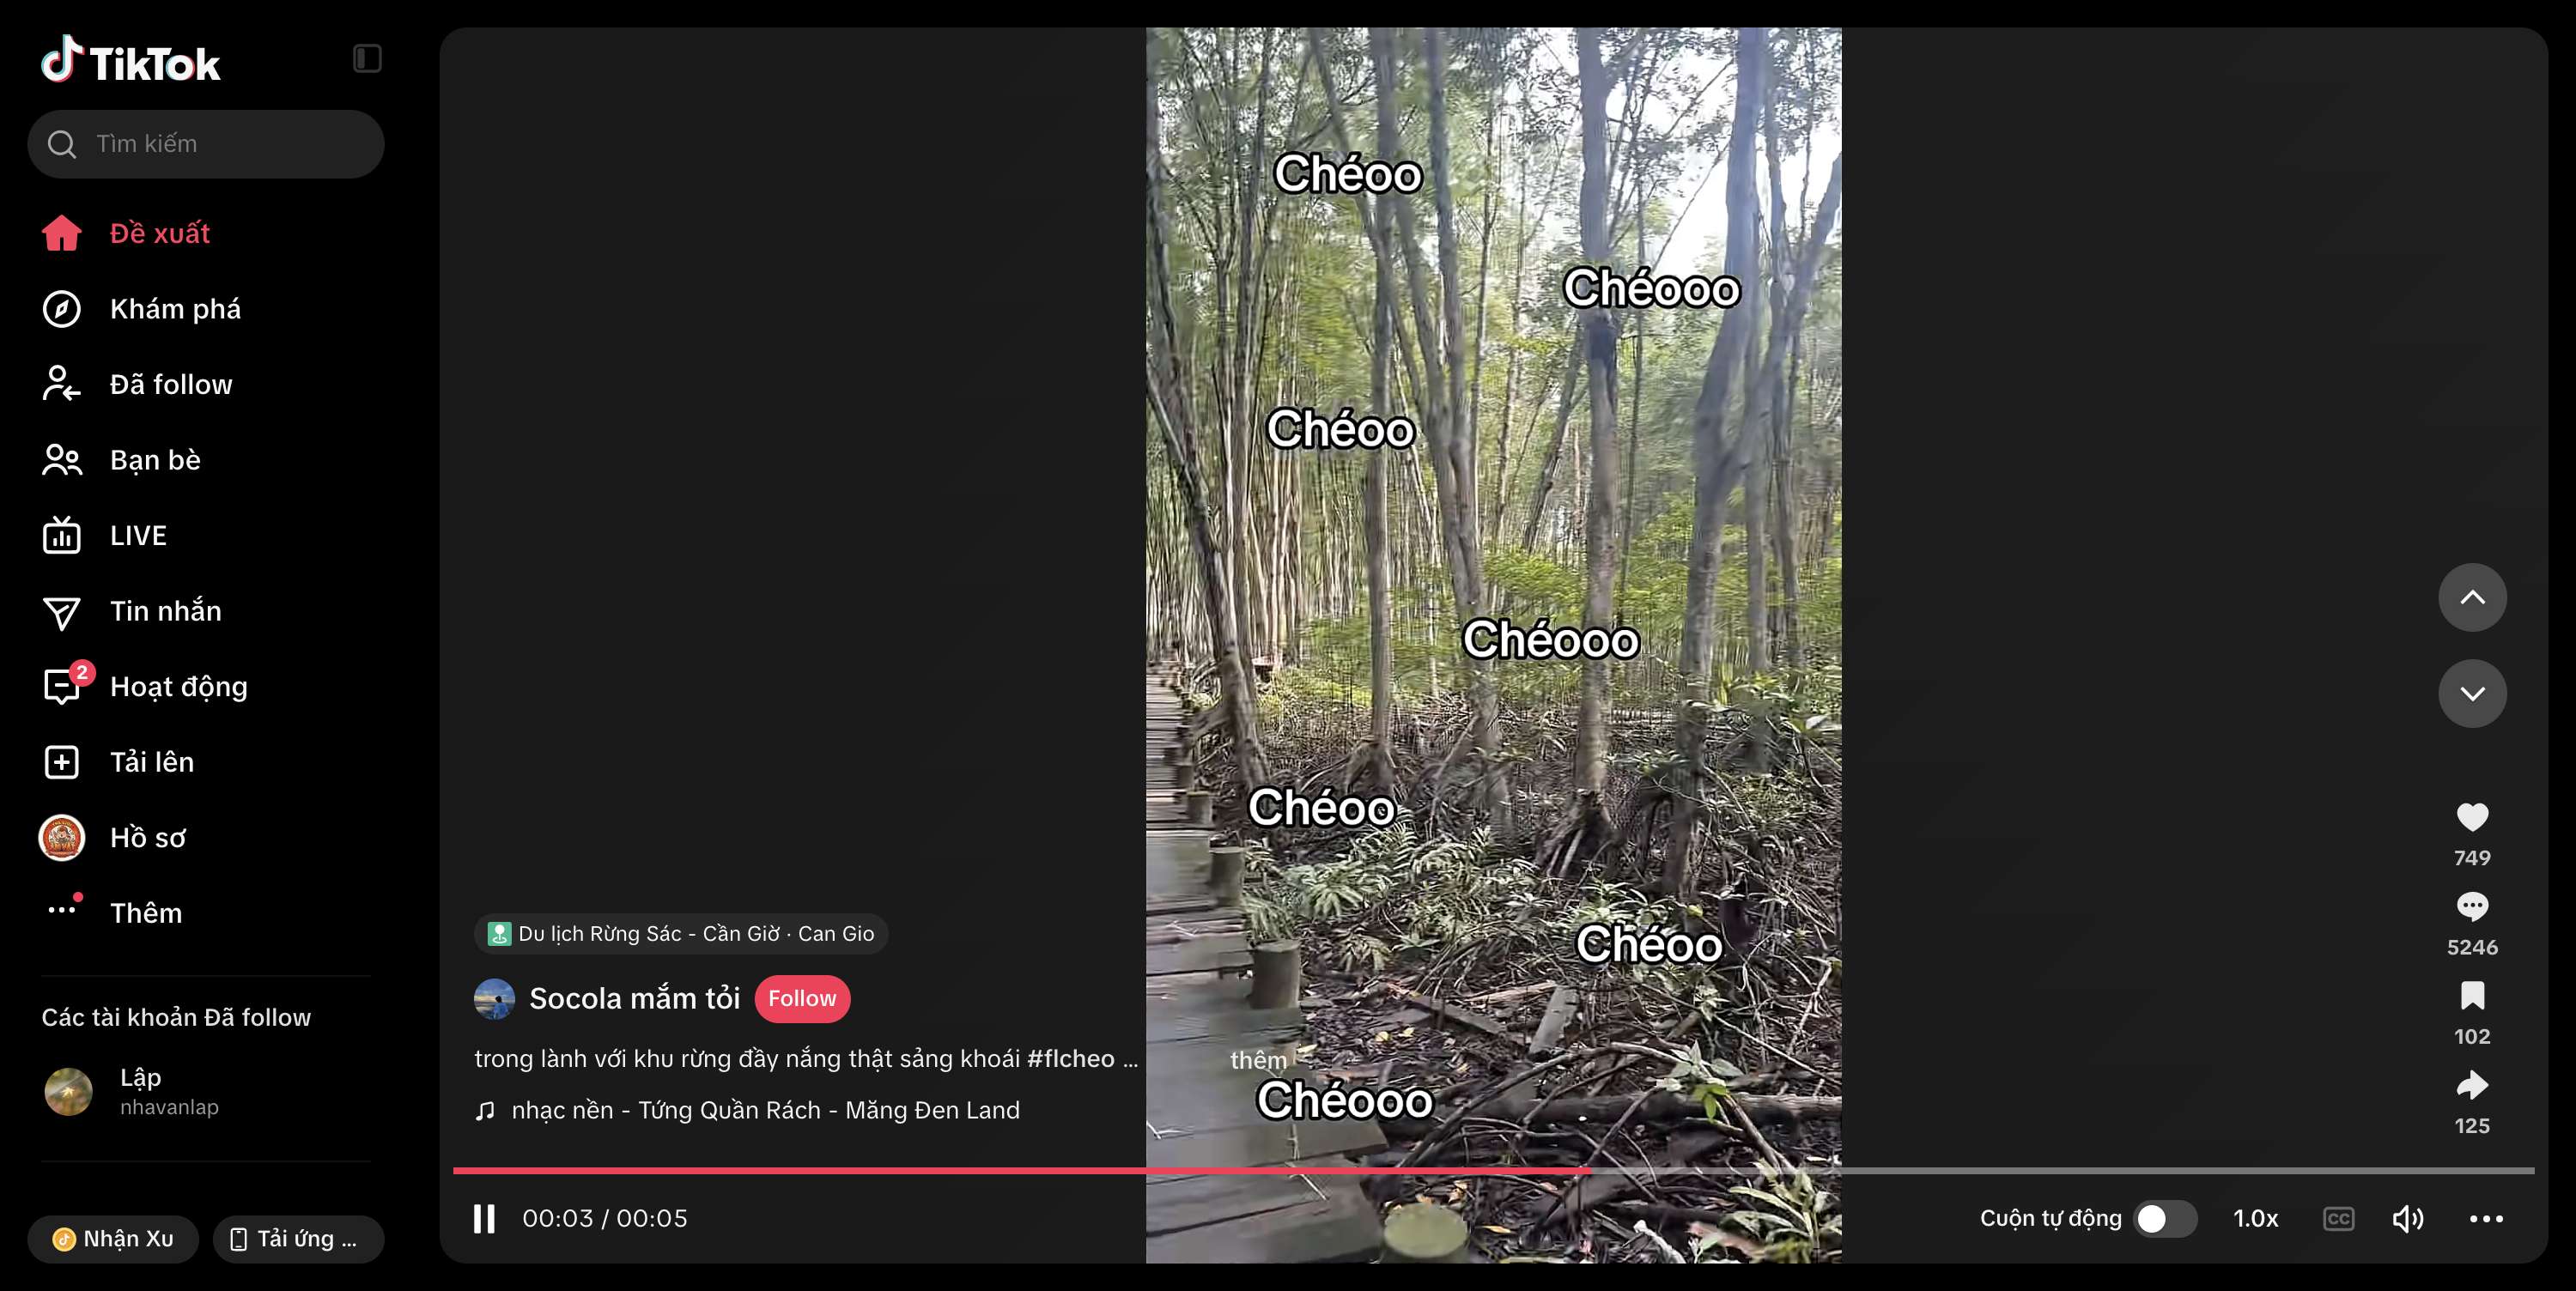 TikTok
Tìm kiếm
Đề xuất
Khám phá
Đã follow
Bạn bè
LIVE
Tin nhắn
2
Hoạt động
Tải lên
Hồ sơ
Thêm
Các tài khoản Đã follow
Lập
nhavanlap
Nhận Xu
Tải ứng ...
Chéoo
Chéooo
Chéoo
Chéooo
Chéoo
Chéoo
Chéooo
Du lịch Rừng Sác - Cần Giờ · Can Gio
Socola mắm tỏi
Follow
trong lành với khu rừng đầy nắng thật sảng khoái #flcheo ...
thêm
nhạc nền - Tứng Quần Rách - Măng Đen Land
00:03 / 00:05
749
5246
102
125
Cuộn tự động
1.0x
CC